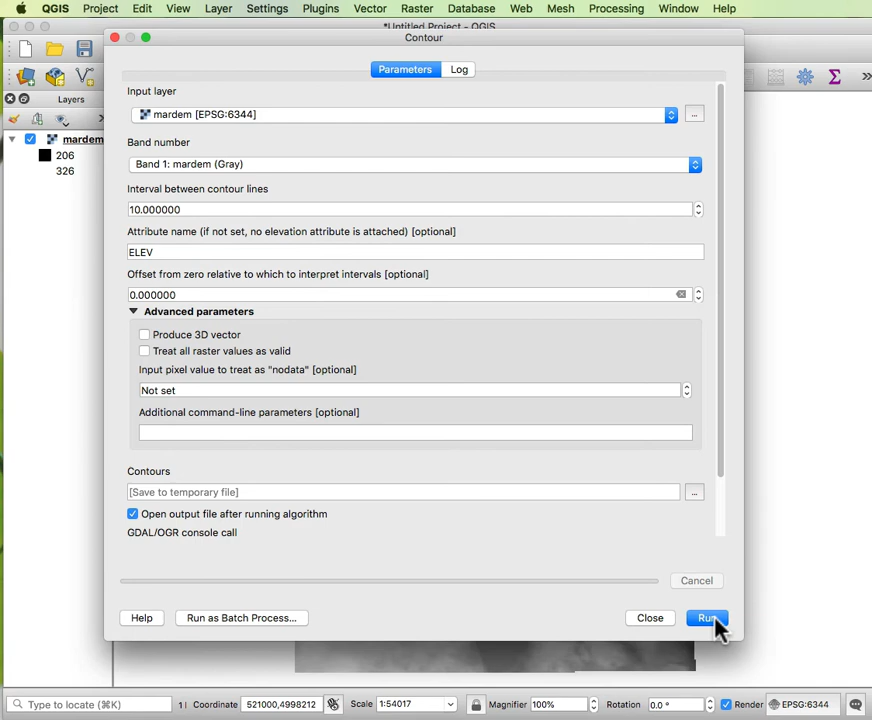 QGIS Project Edit View Layer Settings Plugins Vector Raster Database Web Mesh Processing Window Help
*Untitled Project - QGIS
Contour
Parameters Log
Layers
Input layer
mardem [EPSG:6344]
...
mardem
206
326
Band number
Band 1: mardem (Gray)
Interval between contour lines
10.000000
Attribute name (if not set, no elevation attribute is attached) [optional]
ELEV
Offset from zero relative to which to interpret intervals [optional]
0.000000
Advanced parameters
Produce 3D vector
Treat all raster values as valid
Input pixel value to treat as "nodata" [optional]
Not set
Additional command-line parameters [optional]
Contours
[Save to temporary file]
...
Open output file after running algorithm
GDAL/OGR console call
Cancel
Help Run as Batch Process... Close Run
Type to locate (⌘K) Coordinate 521000,4998212 Scale 1:54017 Magnifier 100% Rotation 0.0 ° Render EPSG:6344